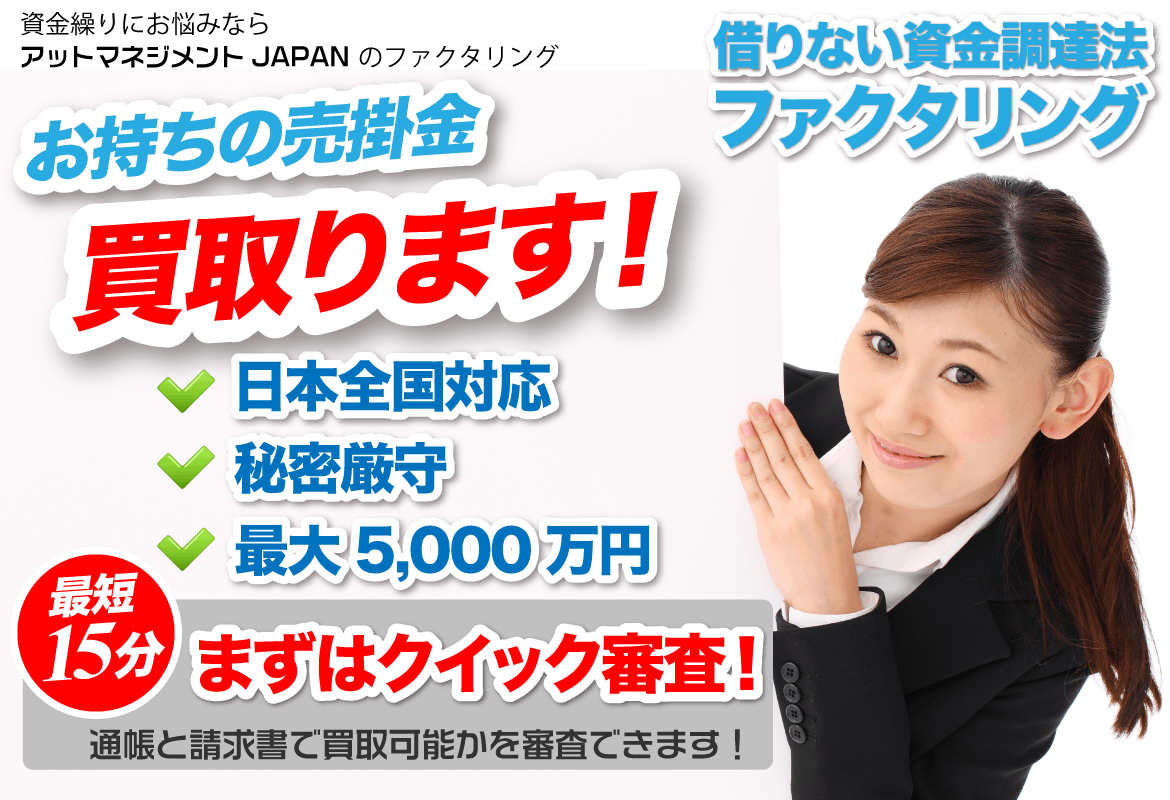 資金繰りにお悩みなら
アットマネジメント JAPAN のファクタリング
借りない資金調達法
ファクタリング
お持ちの売掛金
買取ります！
日本全国対応
秘密厳守
最大 5,000 万円
最短
15分
まずはクイック審査！
通帳と請求書で買取可能かを審査できます！